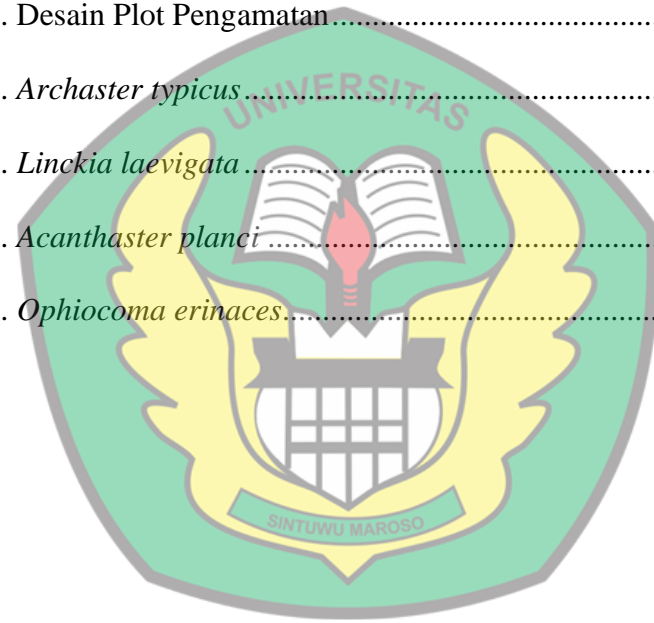 . Desain Plot Pengamatan...............................................
. Archaster typicus..........................................................
. Linckia laevigata..........................................................
. Acanthaster planci .......................................................
. Ophiocoma erinaces.....................................................
UNIVERSITAS
SINTUWU MAROSO